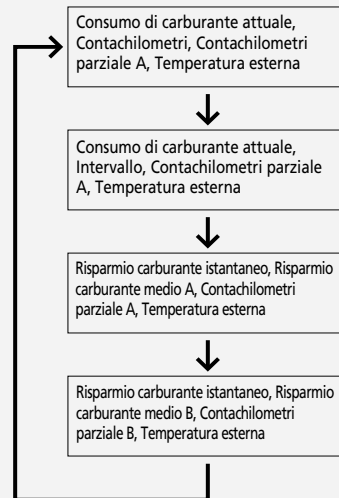 Consumo di carburante attuale,
Contachilometri, Contachilometri
parziale A, Temperatura esterna
Consumo di carburante attuale,
Intervallo, Contachilometri parziale
A, Temperatura esterna
Risparmio carburante istantaneo, Risparmio
carburante medio A, Contachilometri
parziale A, Temperatura esterna
Risparmio carburante istantaneo, Risparmio
carburante medio B, Contachilometri
parziale B, Temperatura esterna